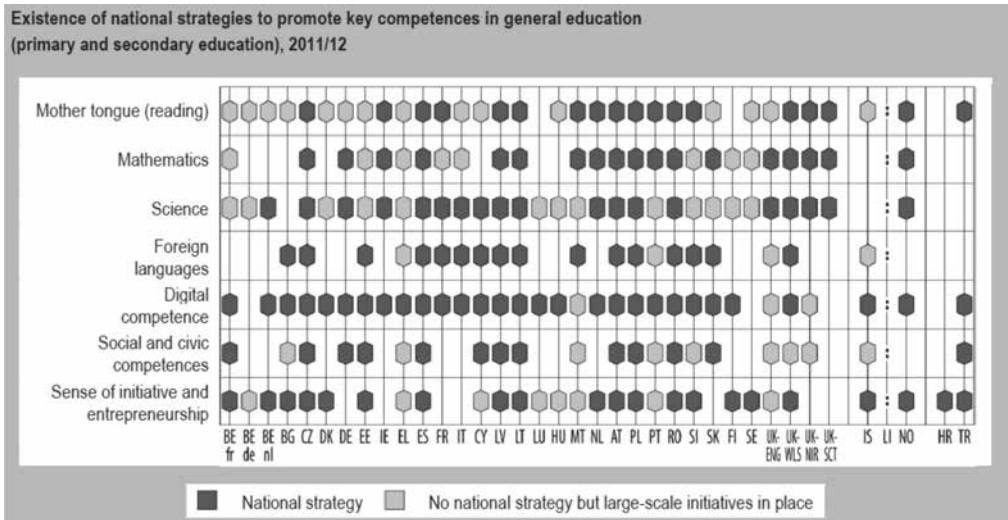 Existence of national strategies to promote key competences in general education
(primary and secondary education), 2011/12
Mother tongue (reading)
Mathematics
Science
Foreign
languages
Digital
competence
Social and civic
competences
Sense of initiative and
entrepreneurship
BE fr BE de BE nl BG CZ DK DE EE IE EL ES FR IT CY LV LT LU HU MT NL AT PL PT RO SI SK FI SE UK-ENG UK-WLS UK-NIR UK-SCT IS LI NO HR TR
National strategy
No national strategy but large-scale initiatives in place